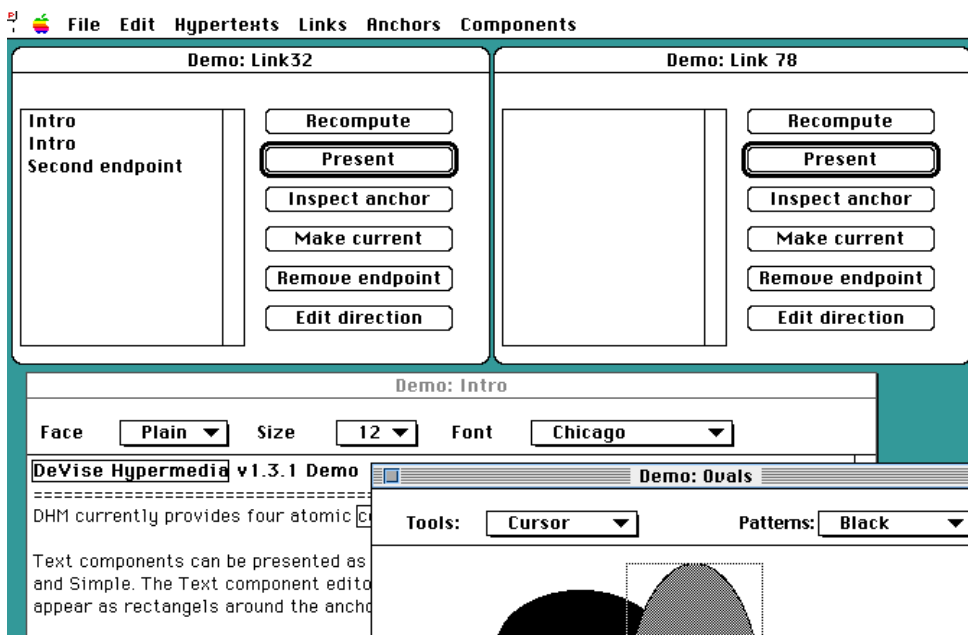 File Edit Hypertexts Links Anchors Components
Demo: Link32
Intro
Intro
Second endpoint
Recompute
Present
Inspect anchor
Make current
Remove endpoint
Edit direction
Demo: Link 78
Recompute
Present
Inspect anchor
Make current
Remove endpoint
Edit direction
Demo: Intro
Face Plain Size 12 Font Chicago
DeVise Hypermedia v1.3.1 Demo
==================================
DHM currently provides four atomic
Text components can be presented as
and Simple. The Text component edito
appear as rectangels around the ancho
Demo: Ovals
Tools: Cursor Patterns: Black